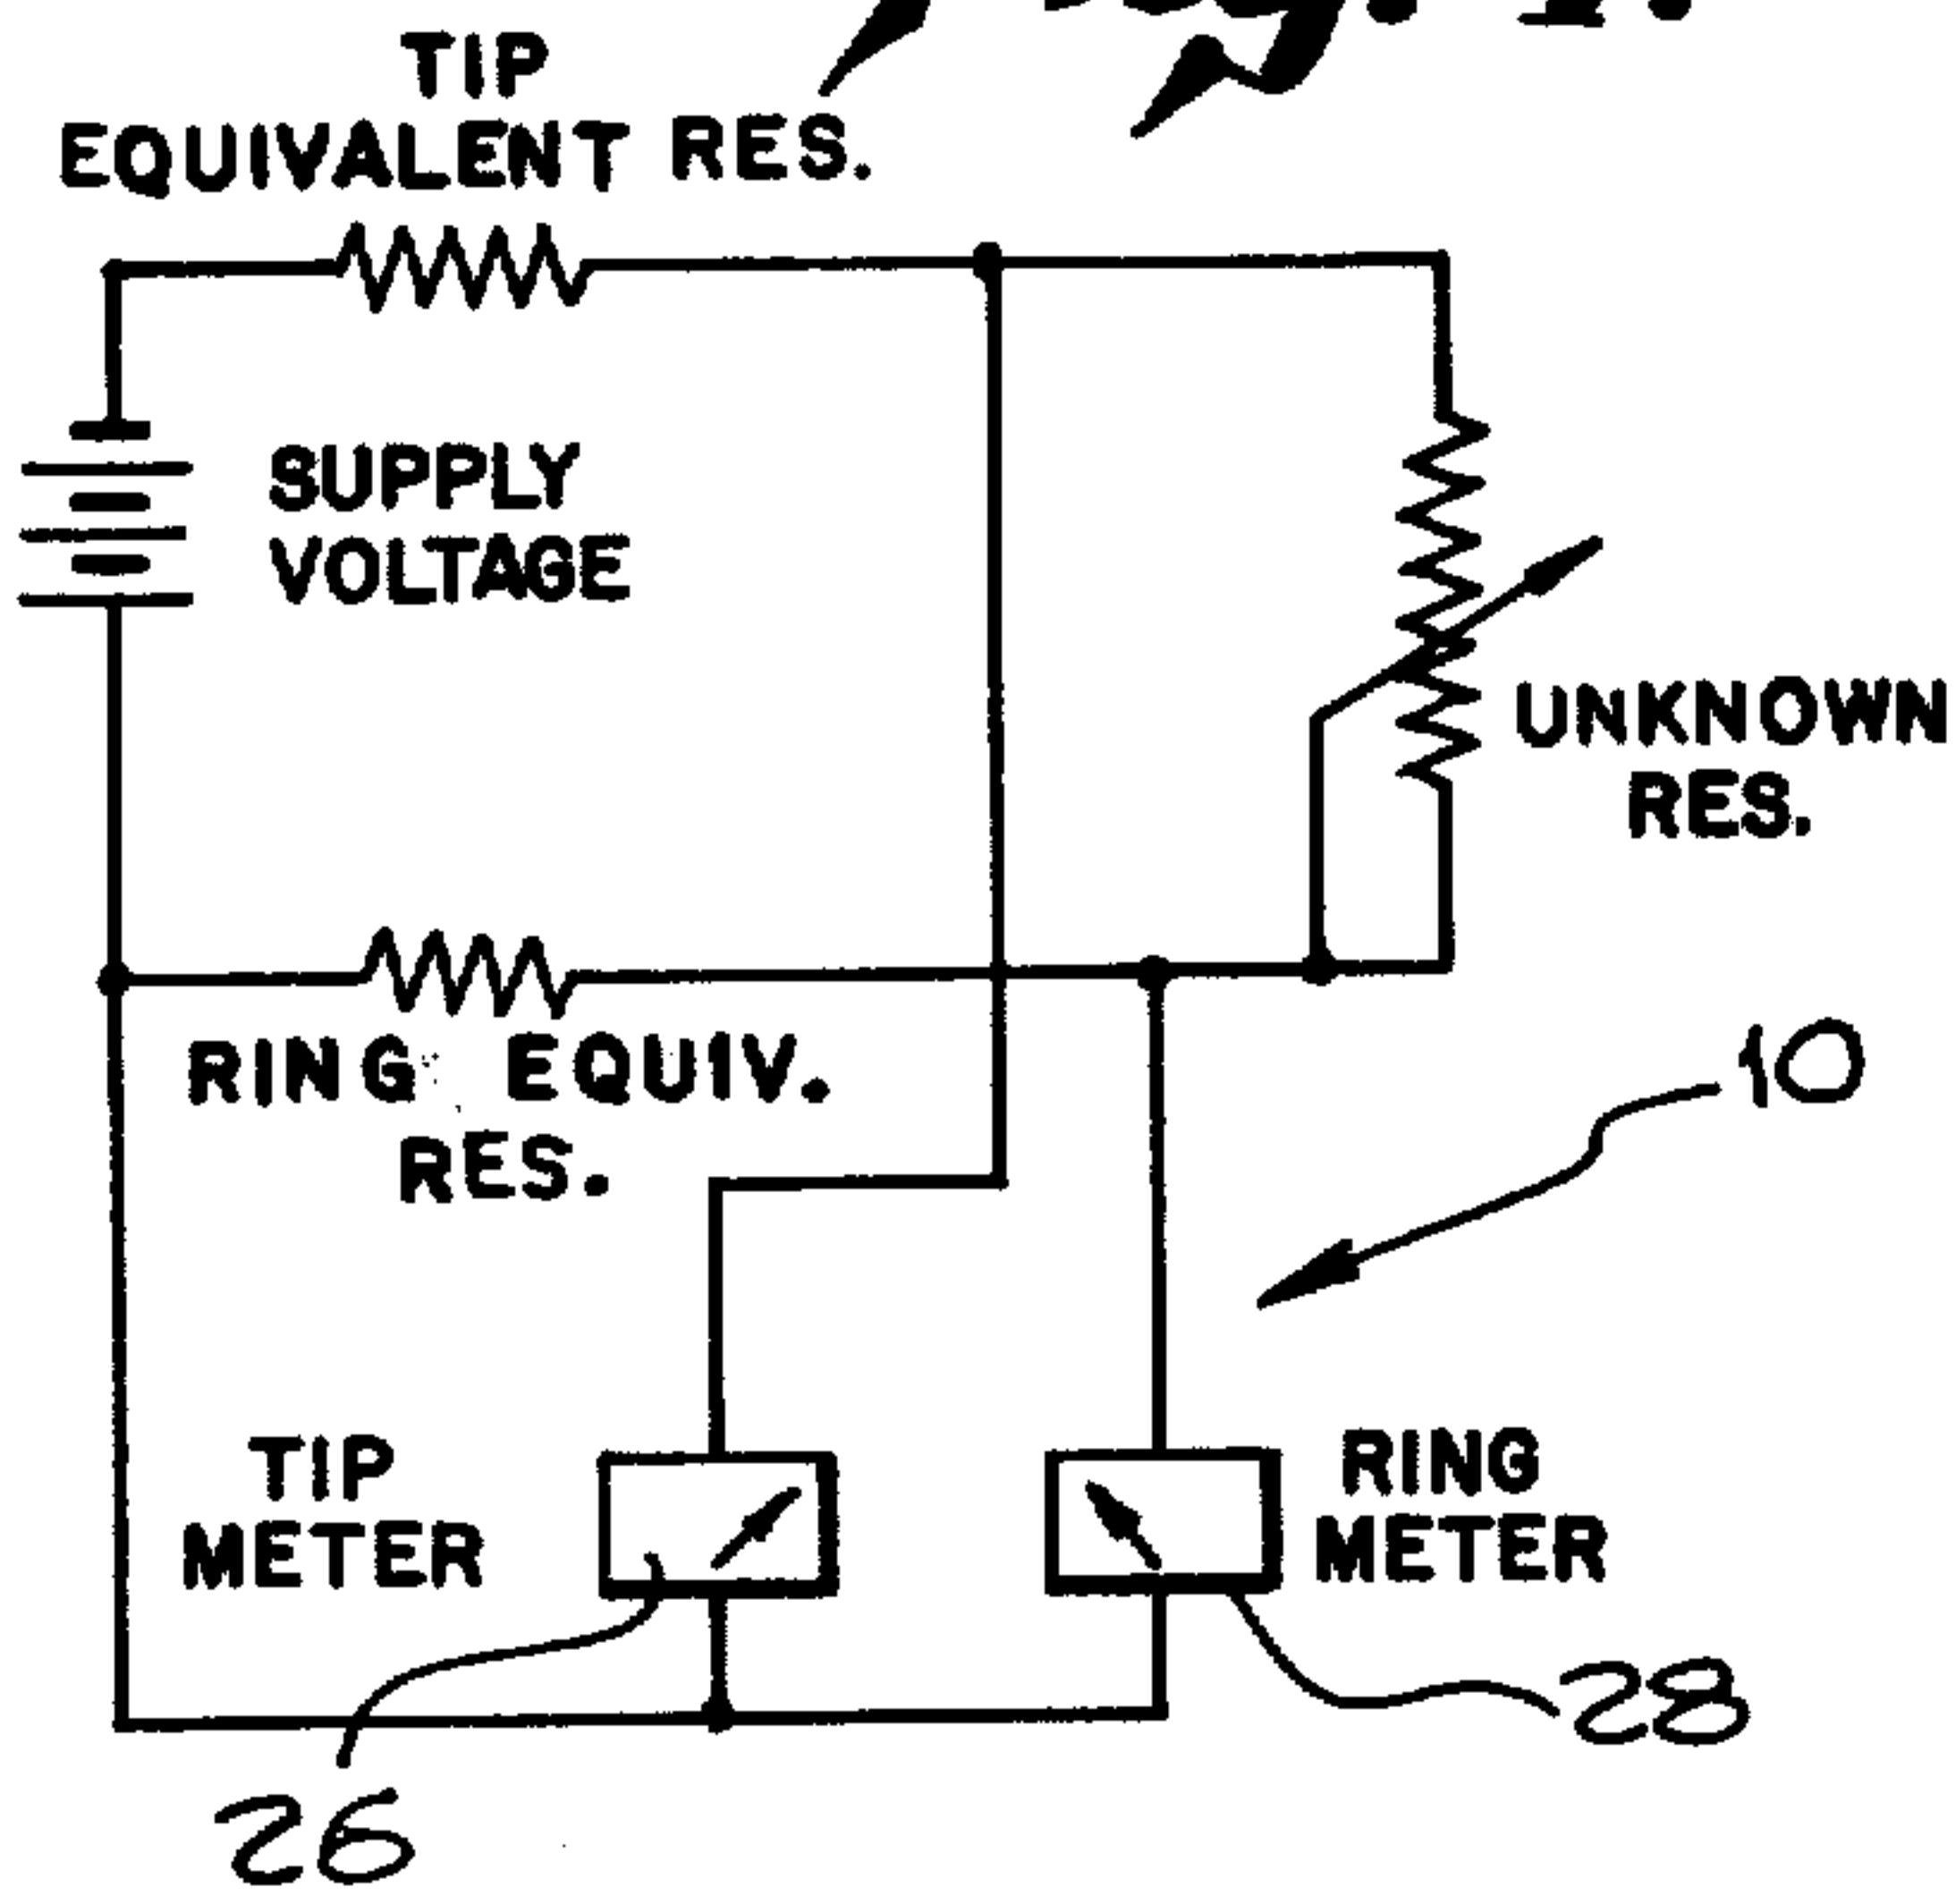 TIP
EQUIVALENT RES.
SUPPLY
VOLTAGE
UNKNOWN
RES.
RING EQUIV.
RES.
10
TIP
METER
RING
METER
28
26